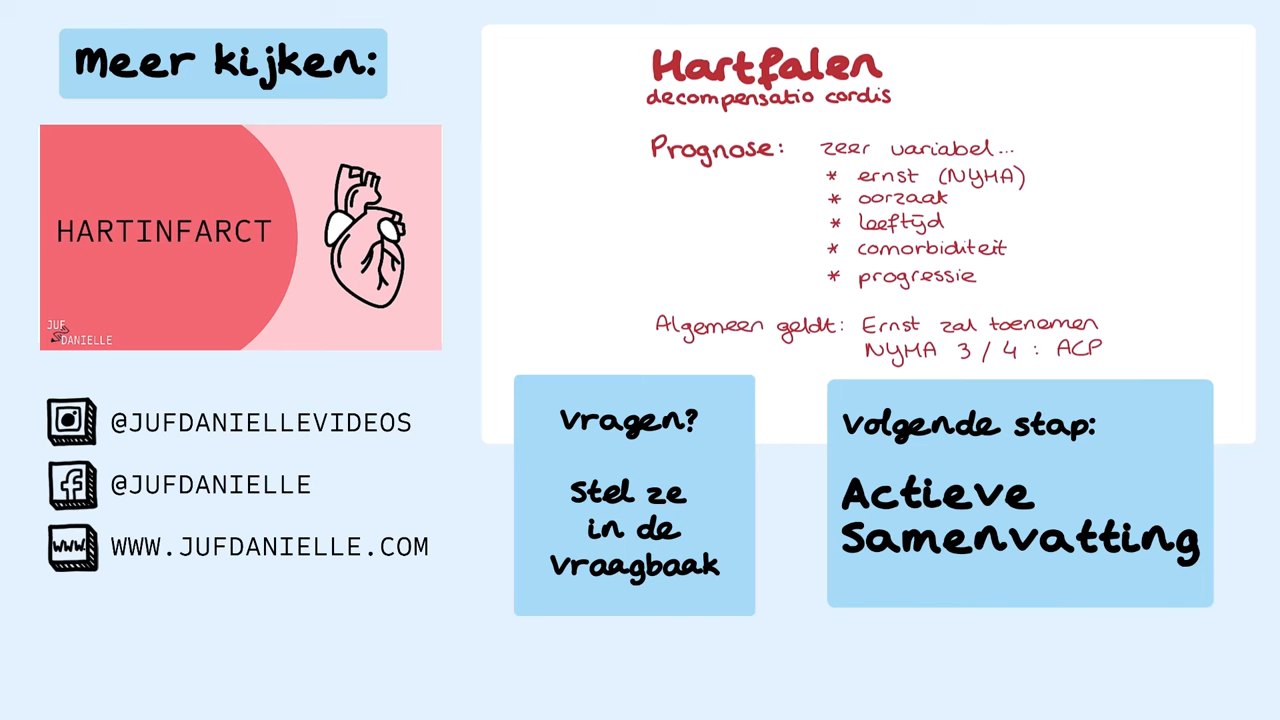 Meer kijken:
HARTINFARCT
JUF
DANIELLE
@JUFDANIELLEVIDEOS
@JUFDANIELLE
WWW
WWW.JUFDANIELLE.COM
Hartfalen
decompensatio cordis
Prognose: zeer variabel...
* ernst (NYHA)
* oorzaak
* leeftijd
* comorbiditeit
* progressie
Algemeen geldt: Ernst zal toenemen
NYHA 3 / 4 : ACP
Vragen?
Stel ze
in de
vraagbaak
Volgende stap:
Actieve
Samenvatting